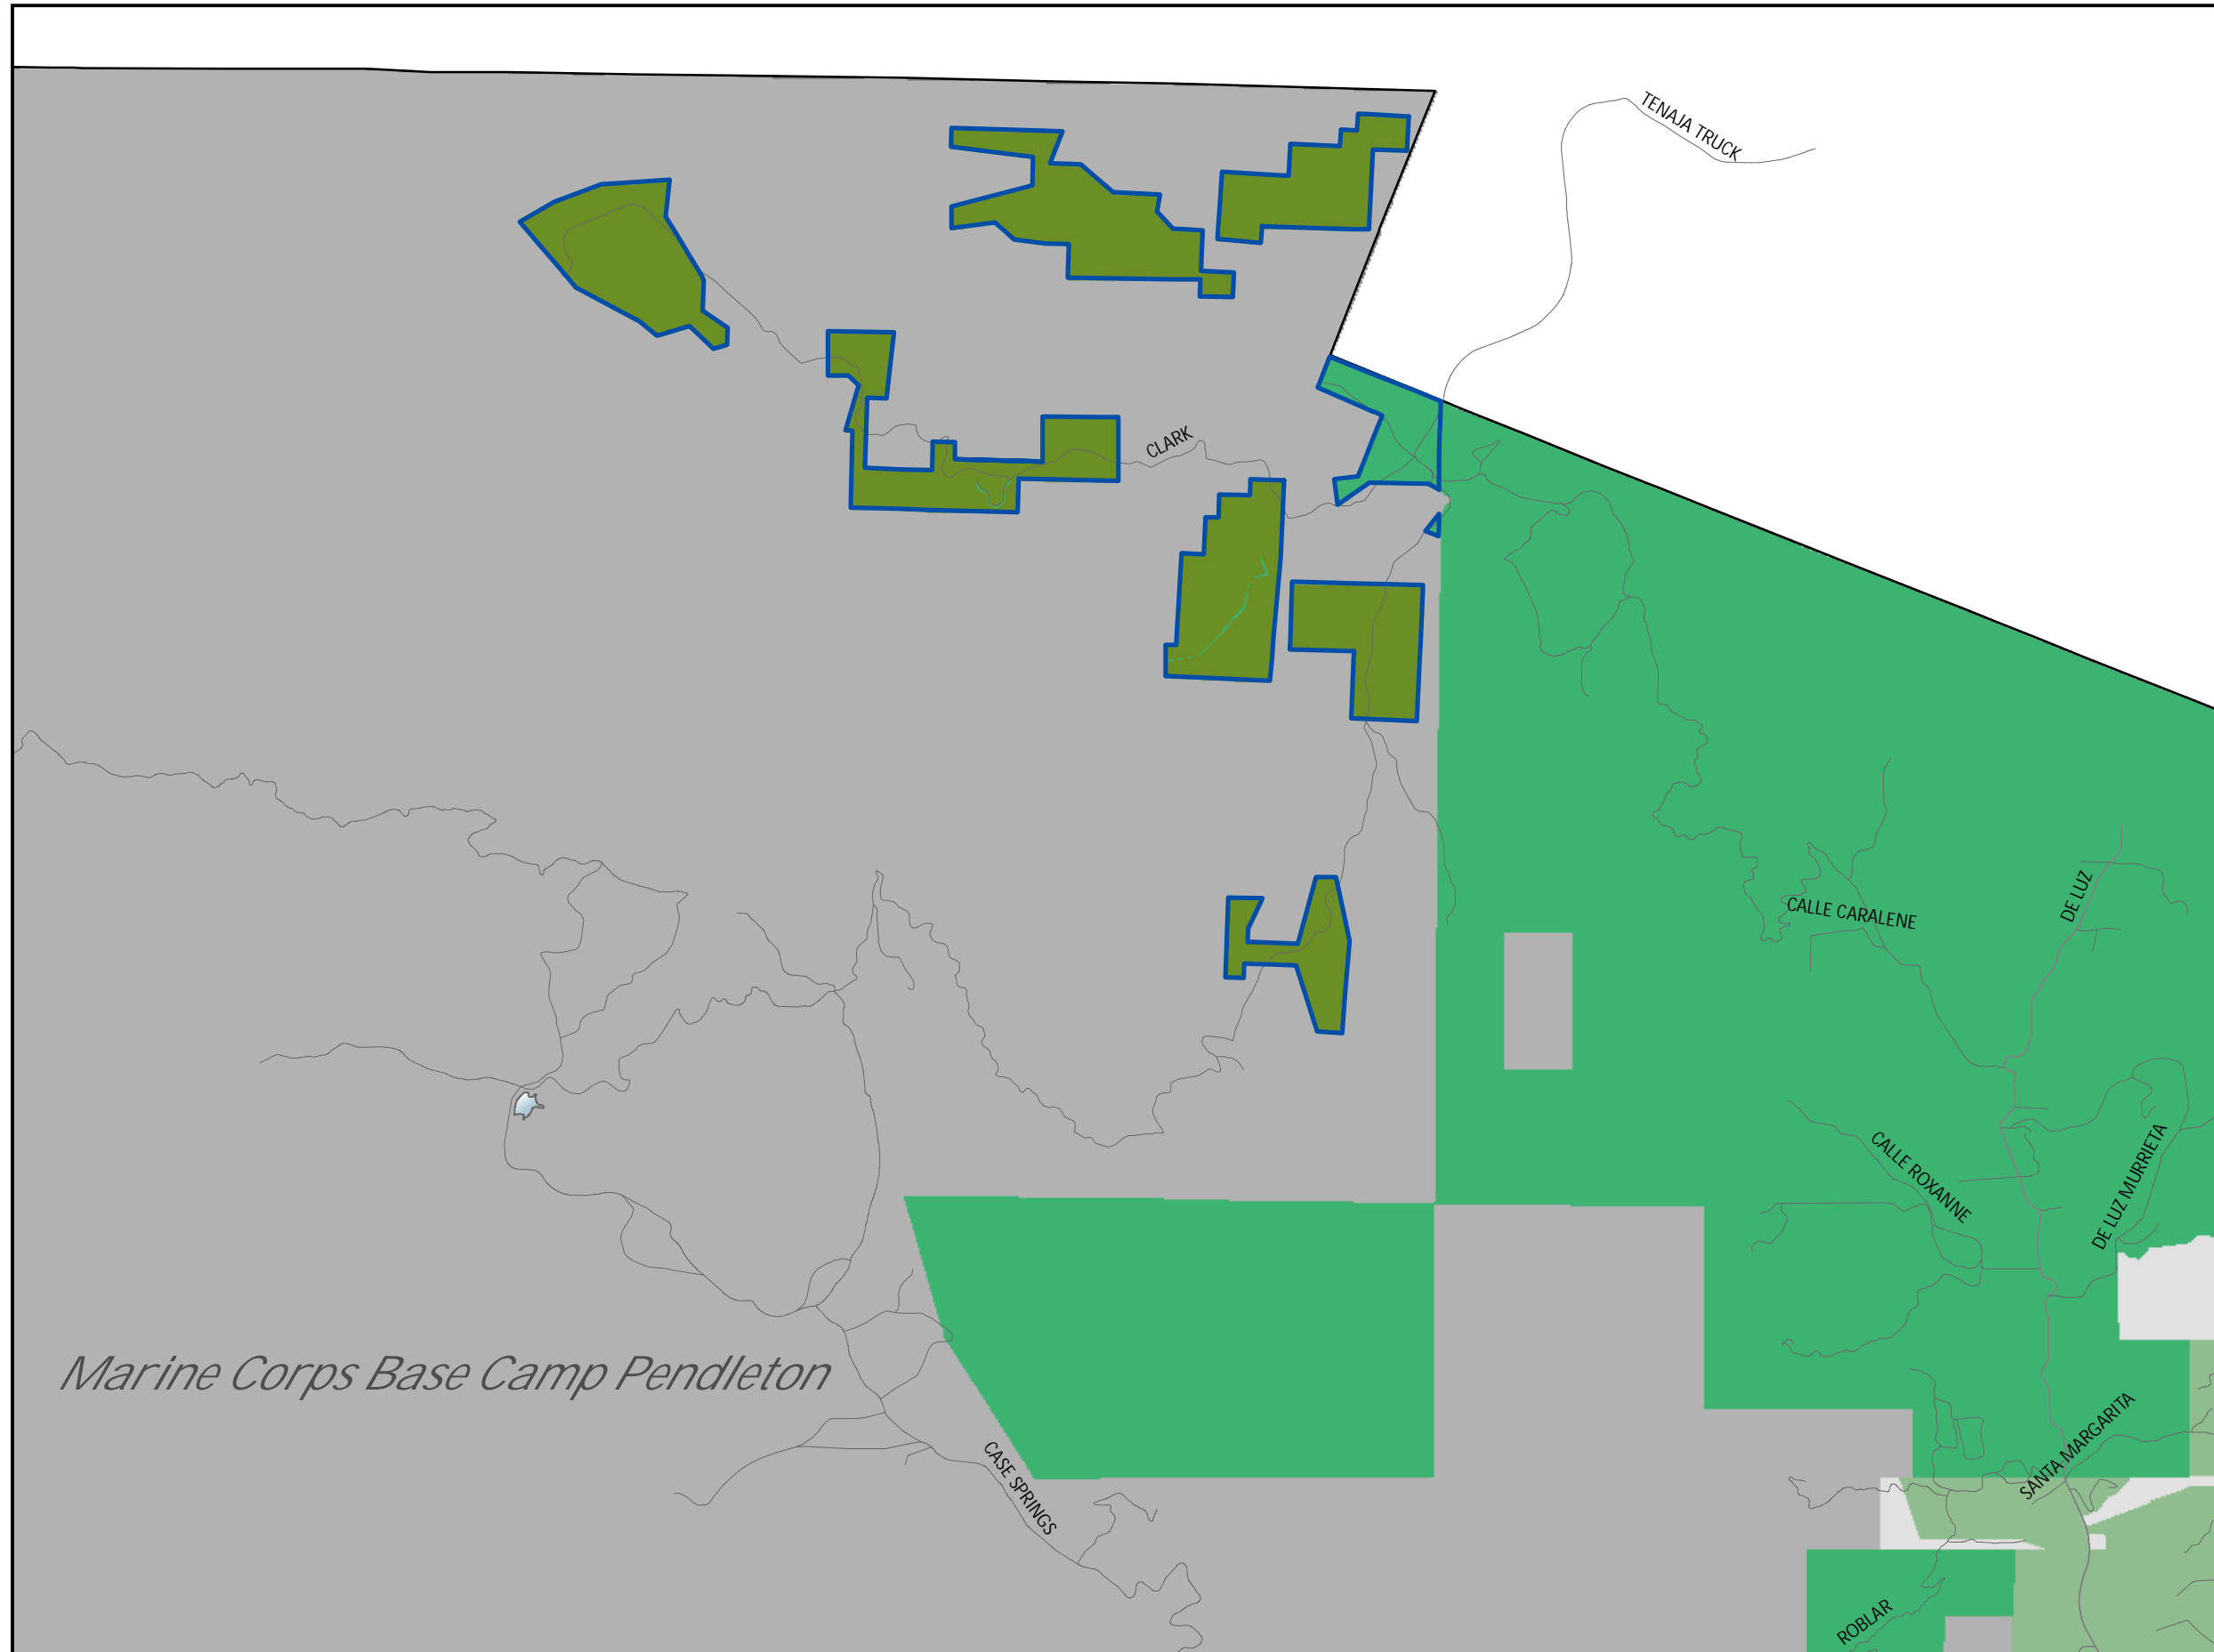 TENAJA TRUCK
CLARK
DE LUZ
CALLE CARALENE
CALLE ROXANNE
DE LUZ MURRIETA
Marine Corps Base Camp Pendleton
SANTA MARGARITA
CASE SPRINGS
ROBLAR